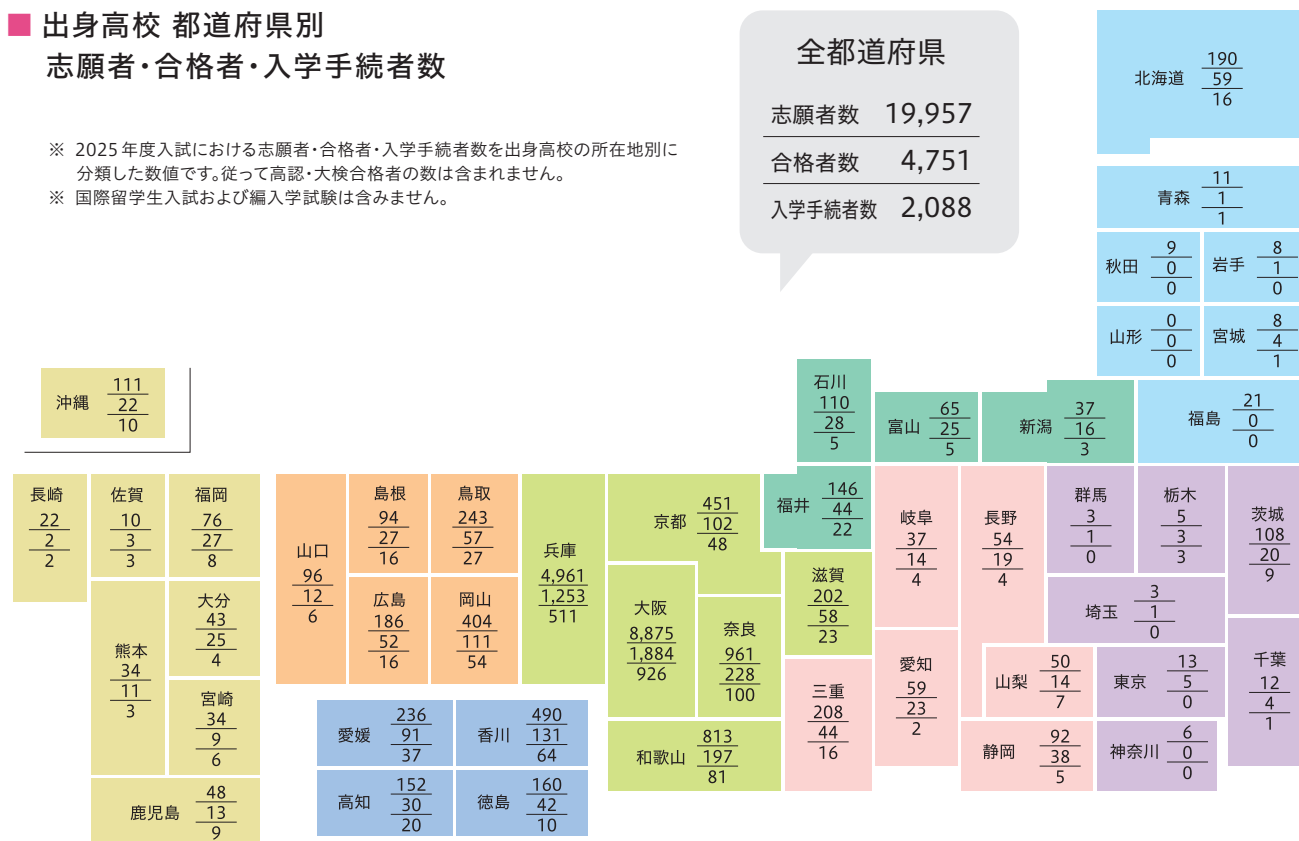 ■ 出身高校 都道府県別
志願者・合格者・入学手続者数
※ 2025年度入試における志願者・合格者・入学手続者数を出身高校の所在地別に
分類した数値です。従って高認・大検合格者の数は含まれません。
※ 国際留学生入試および編入学試験は含みません。
全都道府県
志願者数 19,957
合格者数 4,751
入学手続者数 2,088
北海道
190
59
16
青森
11
1
1
秋田
9
0
0
岩手
8
1
0
山形
0
0
0
宮城
8
4
1
福島
21
0
0
石川
110
28
5
富山
65
25
5
新潟
37
16
3
福井
146
44
22
沖縄
111
22
10
長崎
22
2
2
佐賀
10
3
3
福岡
76
27
8
大分
43
25
4
熊本
34
11
3
宮崎
34
9
6
鹿児島
48
13
9
山口
96
12
6
島根
94
27
16
鳥取
243
57
27
広島
186
52
16
岡山
404
111
54
愛媛
236
91
37
香川
490
131
64
高知
152
30
20
徳島
160
42
10
兵庫
4,961
1,253
511
京都
451
102
48
大阪
8,875
1,884
926
奈良
961
228
100
滋賀
202
58
23
和歌山
813
197
81
三重
208
44
16
岐阜
37
14
4
愛知
59
23
2
長野
54
19
4
山梨
50
14
7
静岡
92
38
5
群馬
3
1
0
栃木
5
3
3
茨城
108
20
9
埼玉
3
1
0
東京
13
5
0
千葉
12
4
1
神奈川
6
0
0